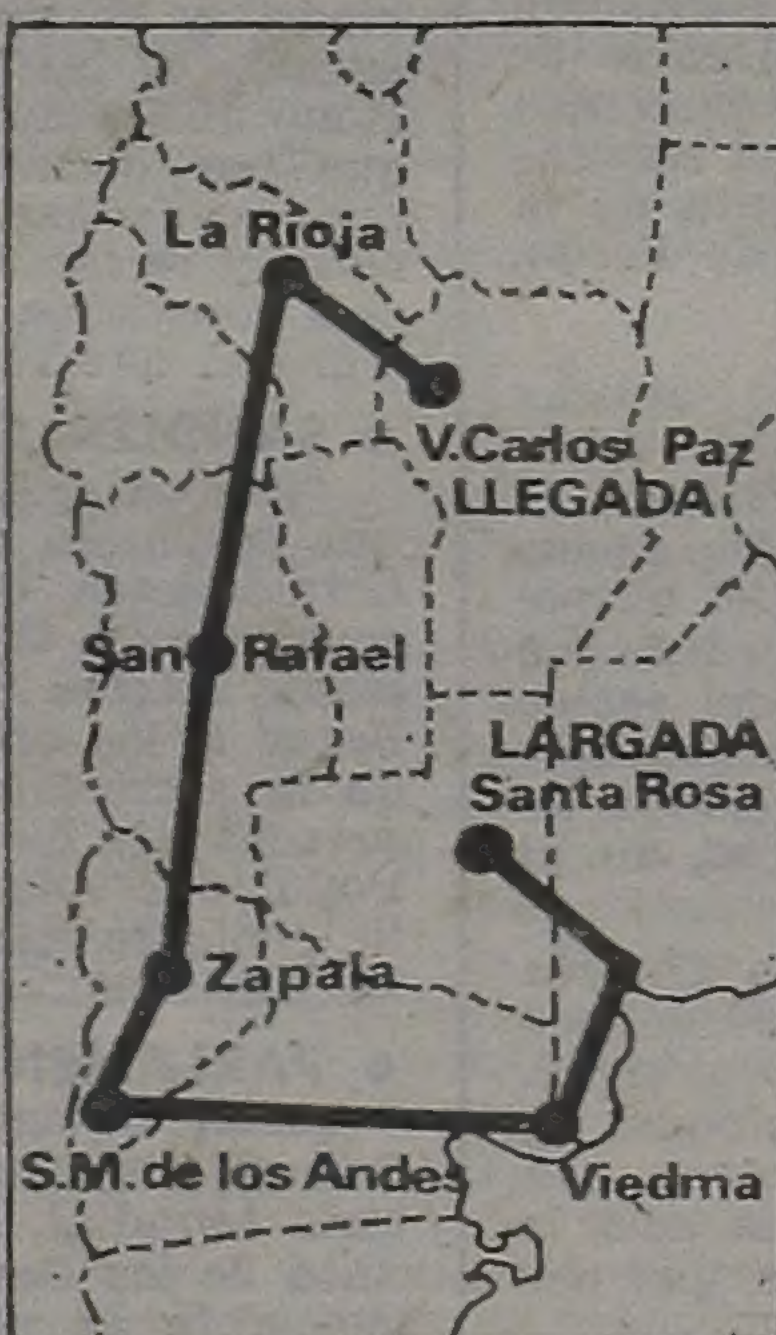 La Rioja
V.Carlos Paz
LLEGADA
San Rafael
LARGADA
Santa Rosa
Zapala
S.M. de los Andes
Viedma